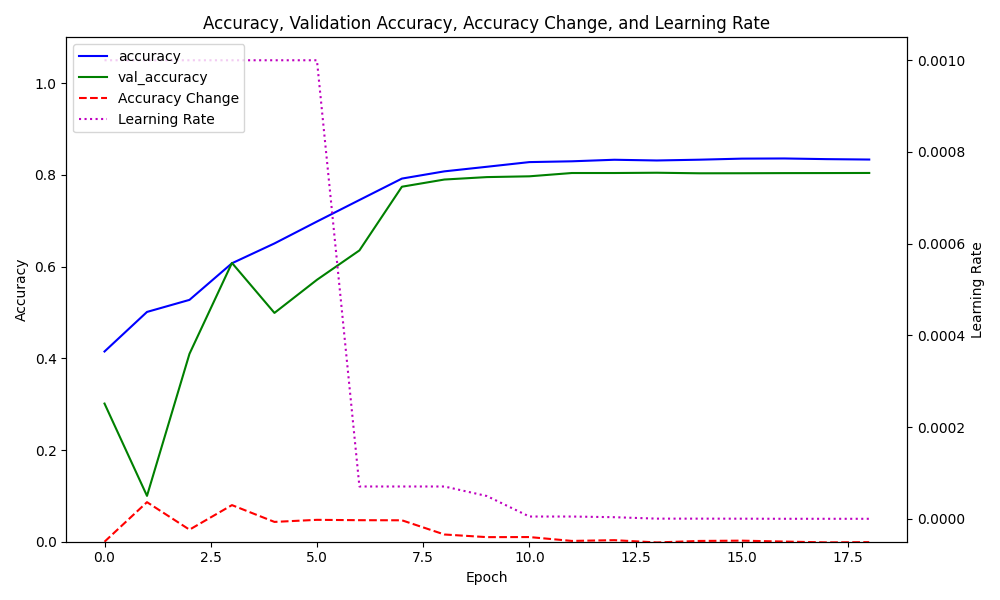 Accuracy, Validation Accuracy, Accuracy Change, and Learning Rate
accuracy
val_accuracy
Accuracy Change
Learning Rate
Accuracy
1.0
0.8
0.6
0.4
0.2
0.0
0.0
2.5
5.0
7.5
10.0
12.5
15.0
17.5
Epoch
0.0010
0.0008
0.0006
0.0004
0.0002
0.0000
Learning Rate